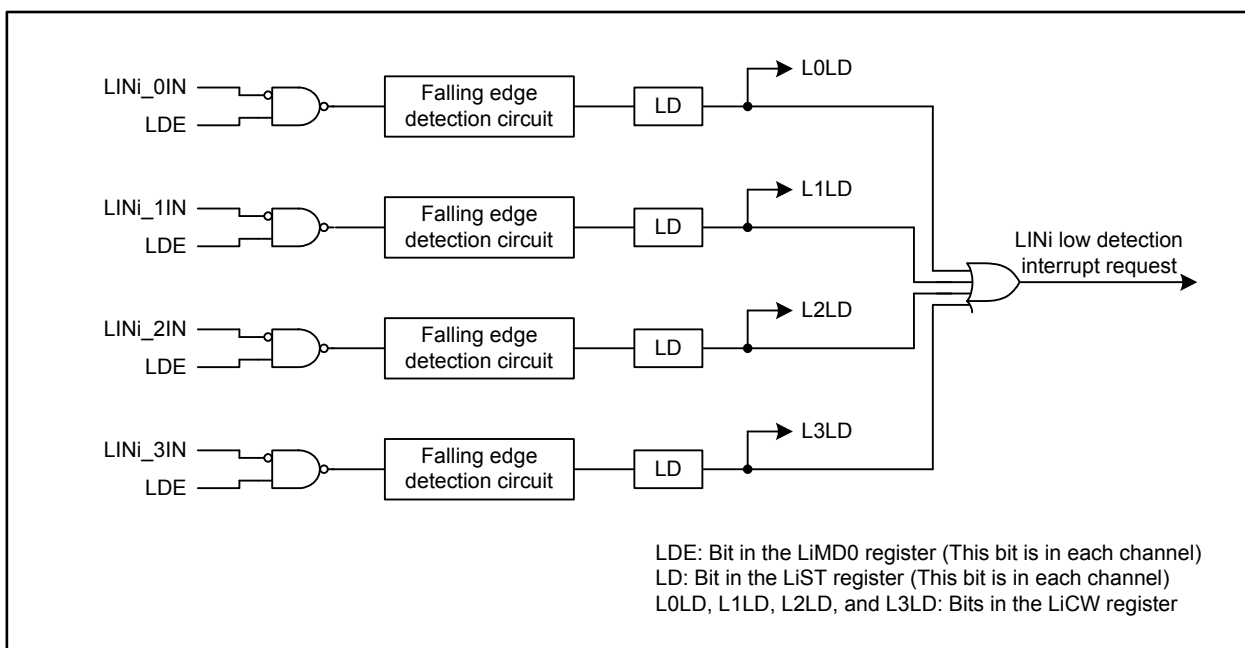 L0LD
LINi_0IN
LDE
Falling edge
detection circuit
LD
L1LD
LINi_1IN
LDE
Falling edge
detection circuit
LD
LINi low detection
interrupt request
L2LD
LINi_2IN
LDE
Falling edge
detection circuit
LD
L3LD
LINi_3IN
LDE
Falling edge
detection circuit
LD
LDE: Bit in the LiMD0 register (This bit is in each channel)
LD: Bit in the LiST register (This bit is in each channel)
L0LD, L1LD, L2LD, and L3LD: Bits in the LiCW register